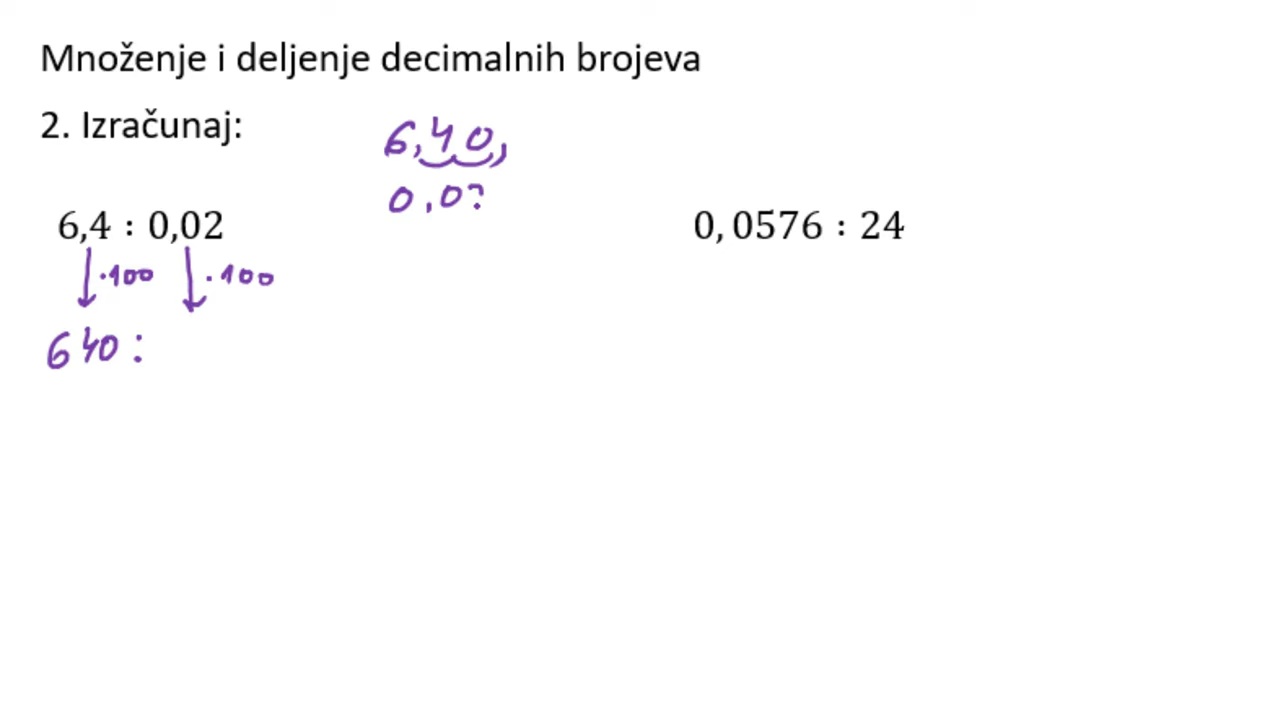 Množenje i deljenje decimalnih brojeva
2. Izračunaj:
6,40,
0,02
6,4 : 0,02
0, 0576 : 24
·100 ·100
640 :